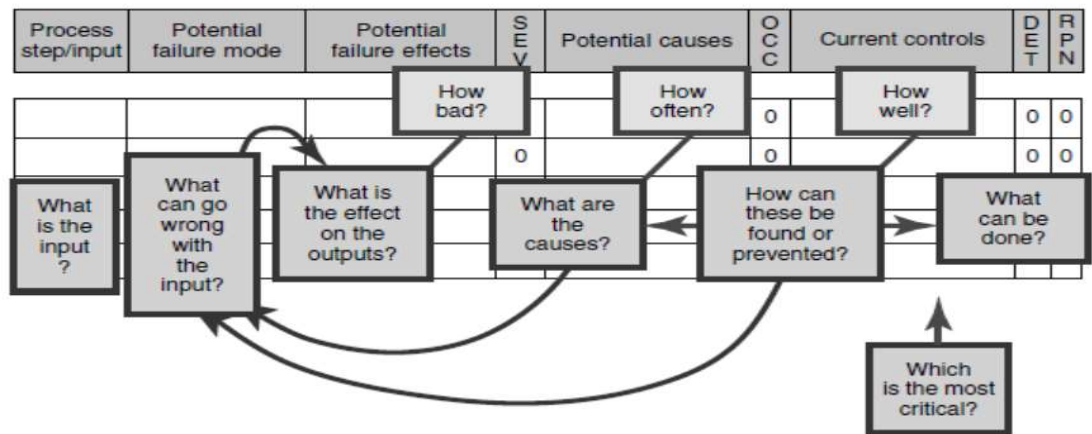 Process
step/input
Potential
failure mode
Potential
failure effects
S
E
V
Potential causes
O
C
C
Current controls
D
E
T
R
P
N
How
bad?
How
often?
How
well?
0
0
0
0
0
0
0
What
is the input
?
What
can go
wrong
with
the
input?
What is
the effect
on the
outputs?
What are
the
causes?
How can
these be
found or
prevented?
What
can be
done?
Which
is the most
critical?